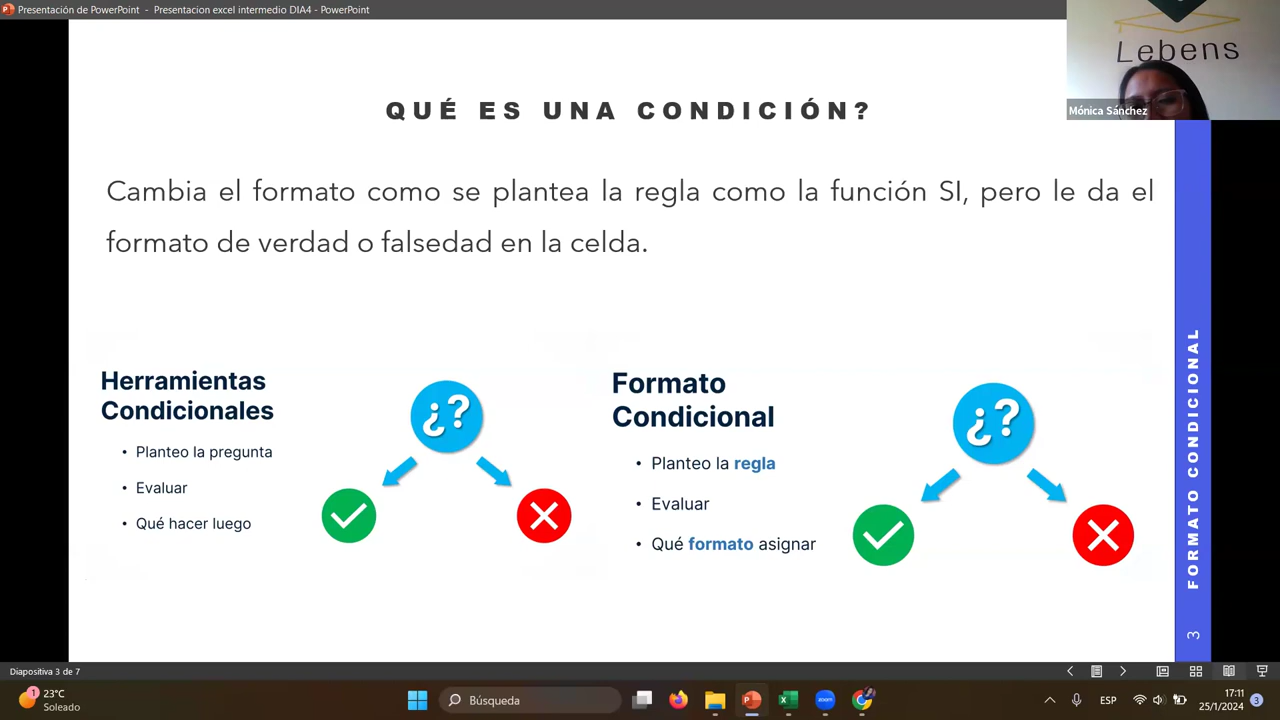 Presentación de PowerPoint - Presentacion excel intermedio DIA4 - PowerPoint
Lebens
Mónica Sánchez
QUÉ ES UNA CONDICIÓN?
Cambia el formato como se plantea la regla como la función SI, pero le da el
formato de verdad o falsedad en la celda.
Herramientas
Condicionales
• Planteo la pregunta
• Evaluar
• Qué hacer luego
¿?
Formato
Condicional
• Planteo la regla
• Evaluar
• Qué formato asignar
¿?
FORMATO CONDICIONAL
3
Diapositiva 3 de 7
1
23°C
Soleado
Búsqueda
zoom
ESP
17:11
25/1/2024
3